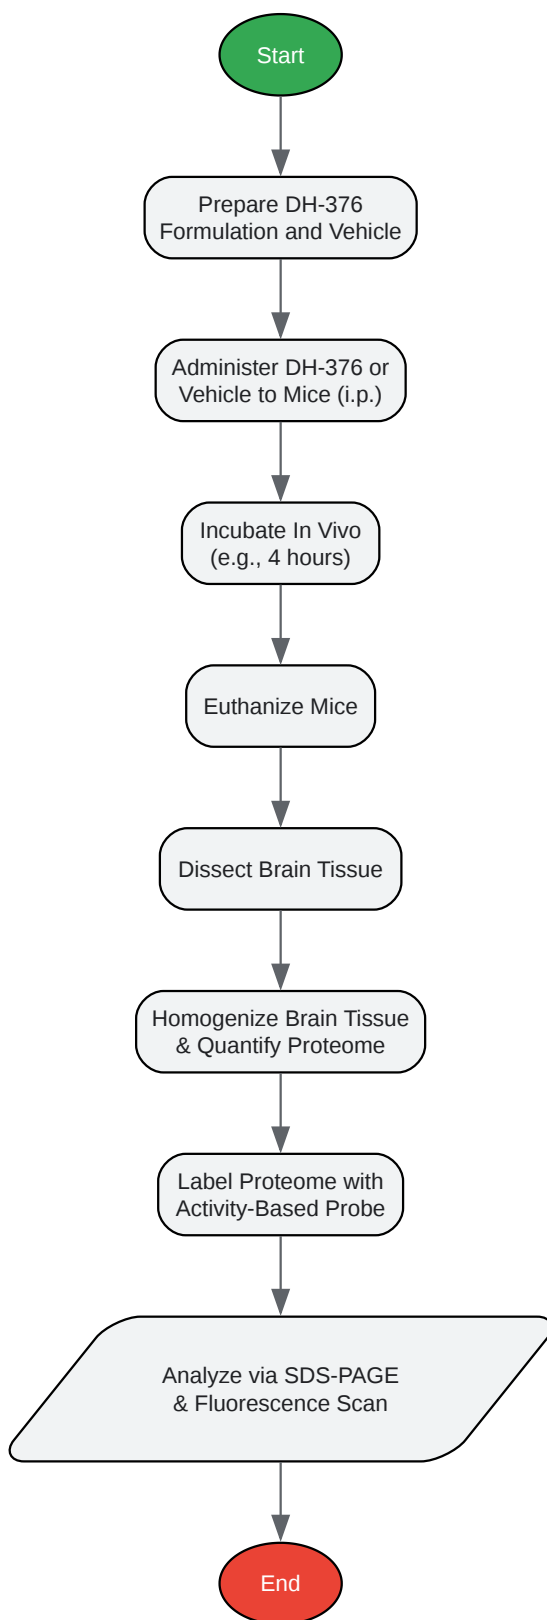 Start
Prepare DH-376
Formulation and Vehicle
Administer DH-376 or
Vehicle to Mice (i.p.)
Incubate In Vivo
(e.g., 4 hours)
Euthanize Mice
Dissect Brain Tissue
Homogenize Brain Tissue
& Quantify Proteome
Label Proteome with
Activity-Based Probe
Analyze via SDS-PAGE
& Fluorescence Scan
End